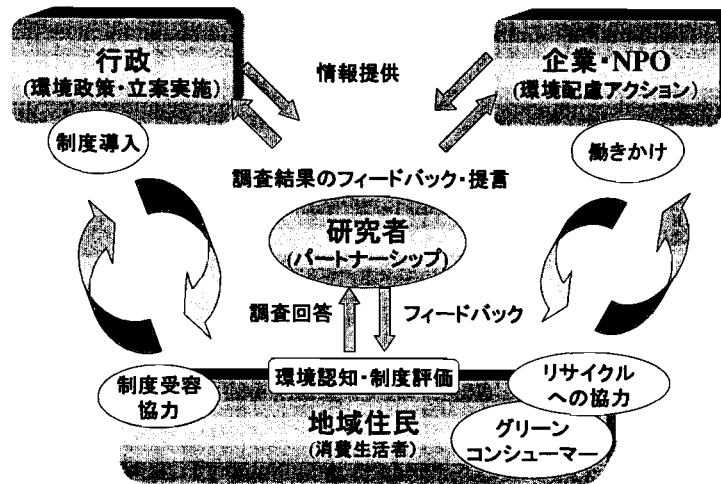 行政
(環境政策・立案実施)
制度導入
情報提供
企業・NPO
(環境配慮アクション)
働きかけ
調査結果のフィードバック・提言
研究者
(パートナーシップ)
調査回答
フィードバック
環境認知・制度評価
制度受容
協力
地域住民
(消費生活者)
リサイクル
への協力
グリーン
コンシューマー